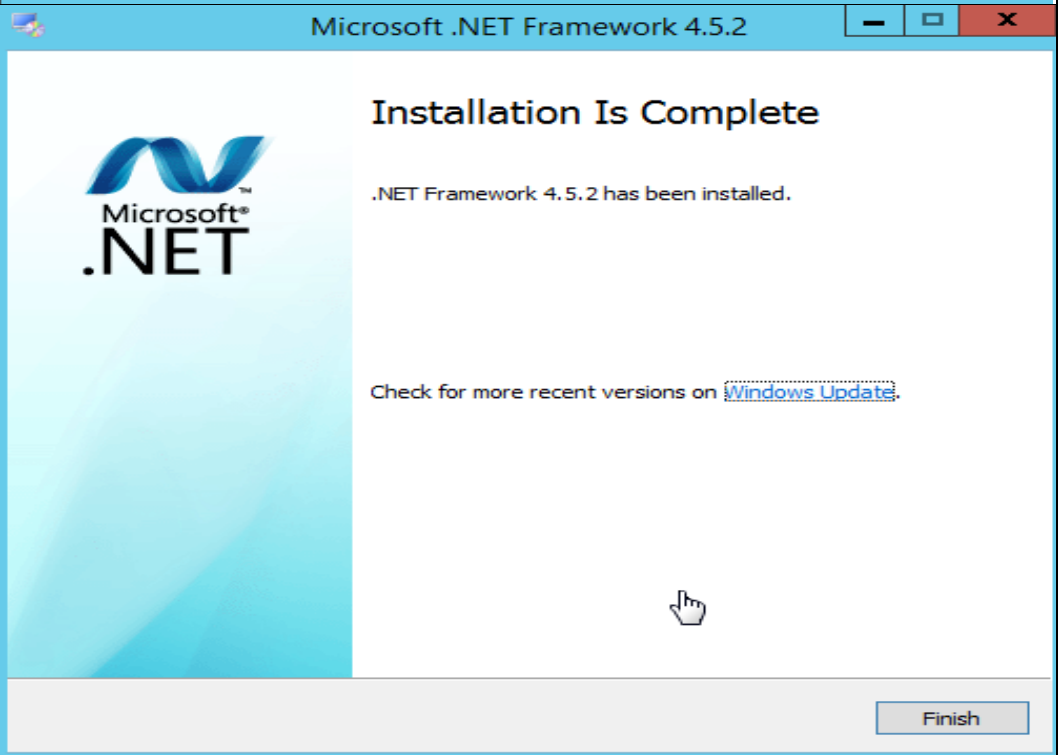 Microsoft .NET Framework 4.5.2
Installation Is Complete
.NET Framework 4.5.2 has been installed.
Microsoft®
.NET™
Check for more recent versions on Windows Update.
Finish